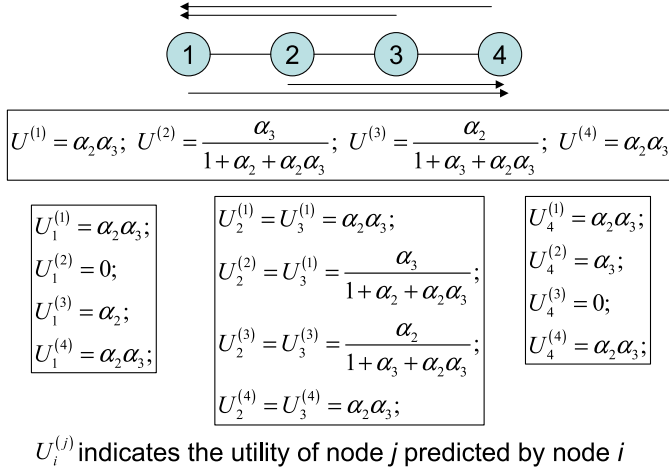 1 2 3 4
U^{(1)} = α_2α_3; U^{(2)} = \frac{α_3}{1 + α_2 + α_2α_3}; U^{(3)} = \frac{α_2}{1 + α_3 + α_2α_3}; U^{(4)} = α_2α_3
U_1^{(1)} = α_2α_3;
U_1^{(2)} = 0;
U_1^{(3)} = α_2;
U_1^{(4)} = α_2α_3;
U_2^{(1)} = U_3^{(1)} = α_2α_3;
U_2^{(2)} = U_3^{(1)} = \frac{α_3}{1 + α_2 + α_2α_3};
U_2^{(3)} = U_3^{(3)} = \frac{α_2}{1 + α_3 + α_2α_3};
U_2^{(4)} = U_3^{(4)} = α_2α_3;
U_4^{(1)} = α_2α_3;
U_4^{(2)} = α_3;
U_4^{(3)} = 0;
U_4^{(4)} = α_2α_3;
U_i^{(j)} indicates the utility of node j predicted by node i